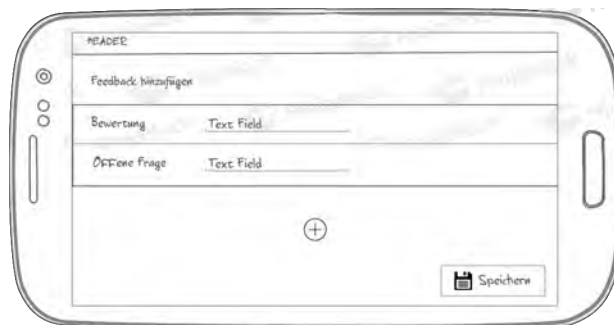 HEADER
Feedback hinzufügen
Bewertung Text Field
Offene Frage Text Field
Speichern